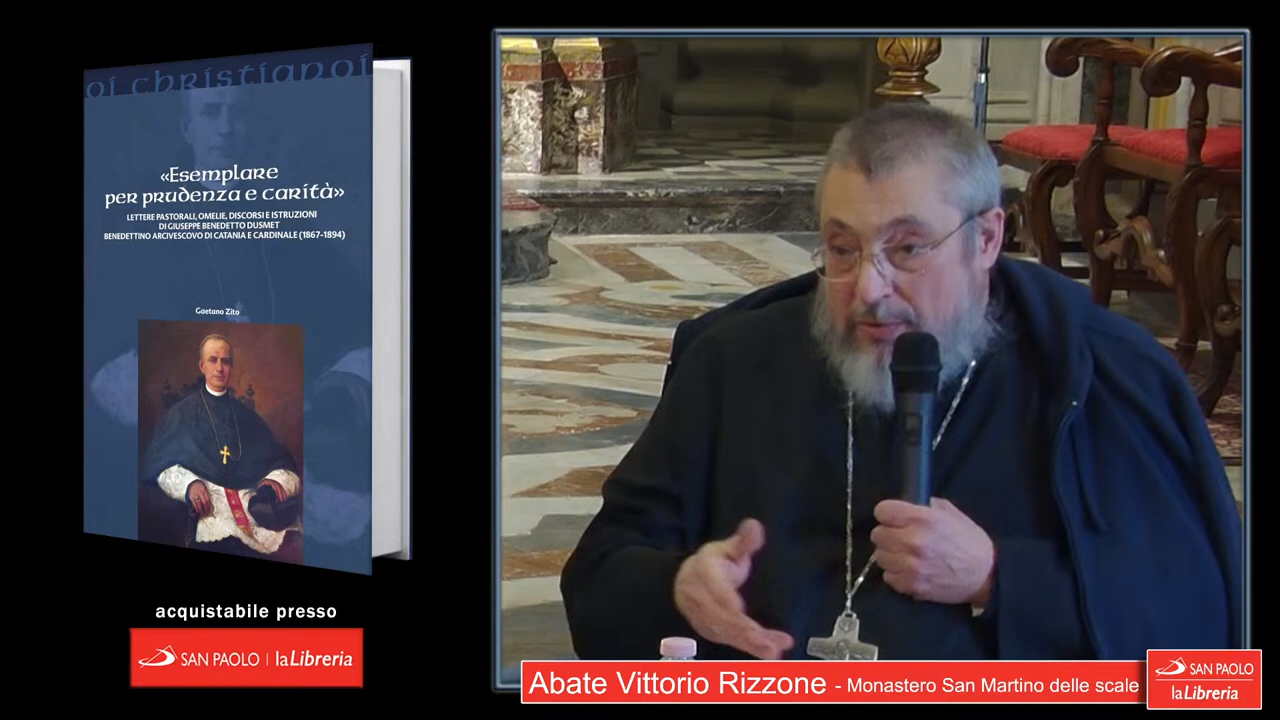 oi christianoi
«Esemplare
per prudenza e carità»
LETTERE PASTORALI, OMELIE, DISCORSI E ISTRUZIONI
DI GIUSEPPE BENEDETTO DUSMET
BENEDETTINO ARCIVESCOVO DI CATANIA E CARDINALE (1867-1894)
Gaetano Zito
acquistabile presso
SAN PAOLO | la Libreria
Abate Vittorio Rizzone - Monastero San Martino delle scale
SAN PAOLO
la Libreria